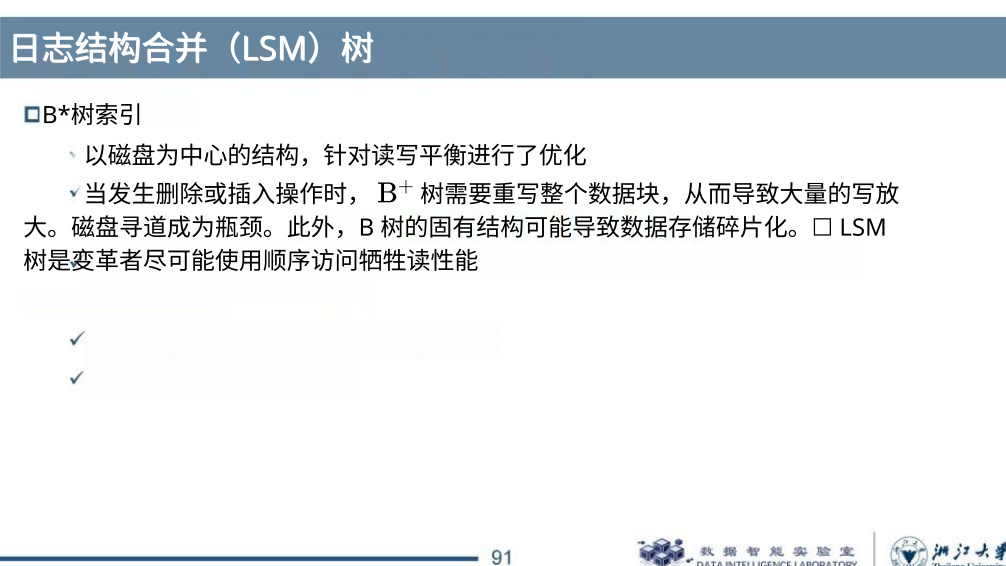 日志结构合并（LSM）树
B*树索引
以磁盘为中心的结构，针对读写平衡进行了优化
当发生删除或插入操作时， B+ 树需要重写整个数据块，从而导致大量的写放
大。磁盘寻道成为瓶颈。此外，B 树的固有结构可能导致数据存储碎片化。☐ LSM
树是变革者尽可能使用顺序访问牺牲读性能
91
数据智能实验室
DATA INTELLIGENCE LABORATORY
浙江大学
Zhejiang University